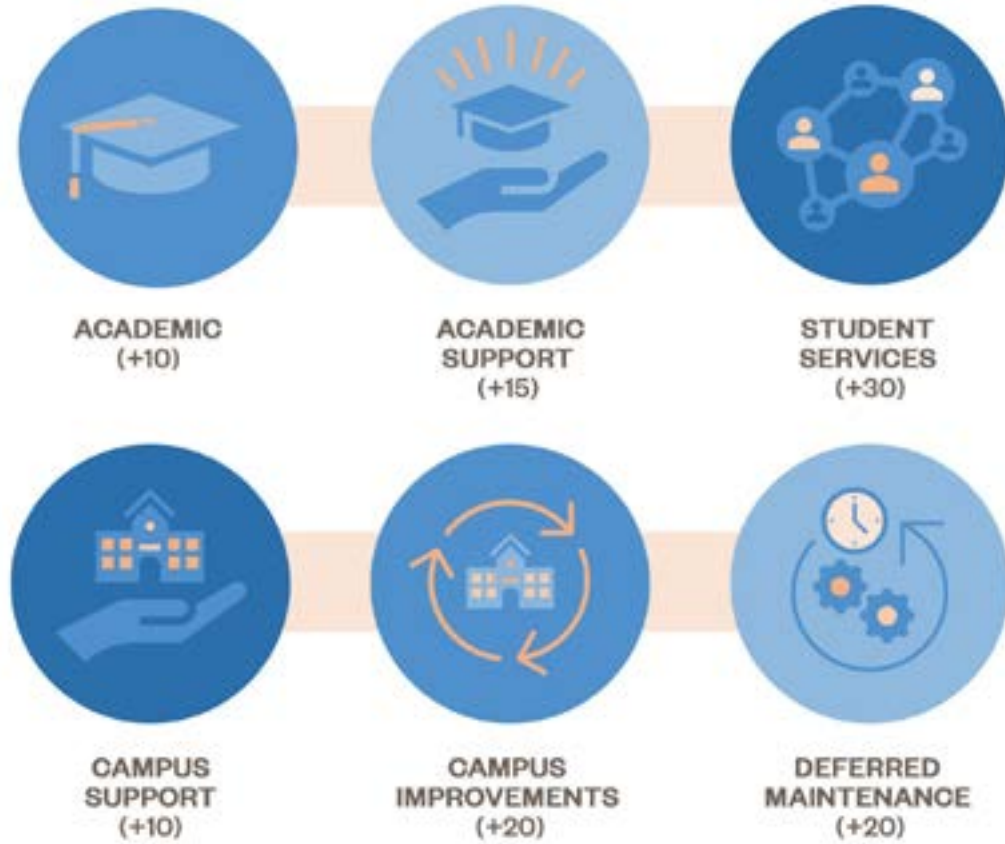 ACADEMIC
(+10)
ACADEMIC
SUPPORT
(+15)
STUDENT
SERVICES
(+30)
CAMPUS
SUPPORT
(+10)
CAMPUS
IMPROVEMENTS
(+20)
DEFERRED
MAINTENANCE
(+20)